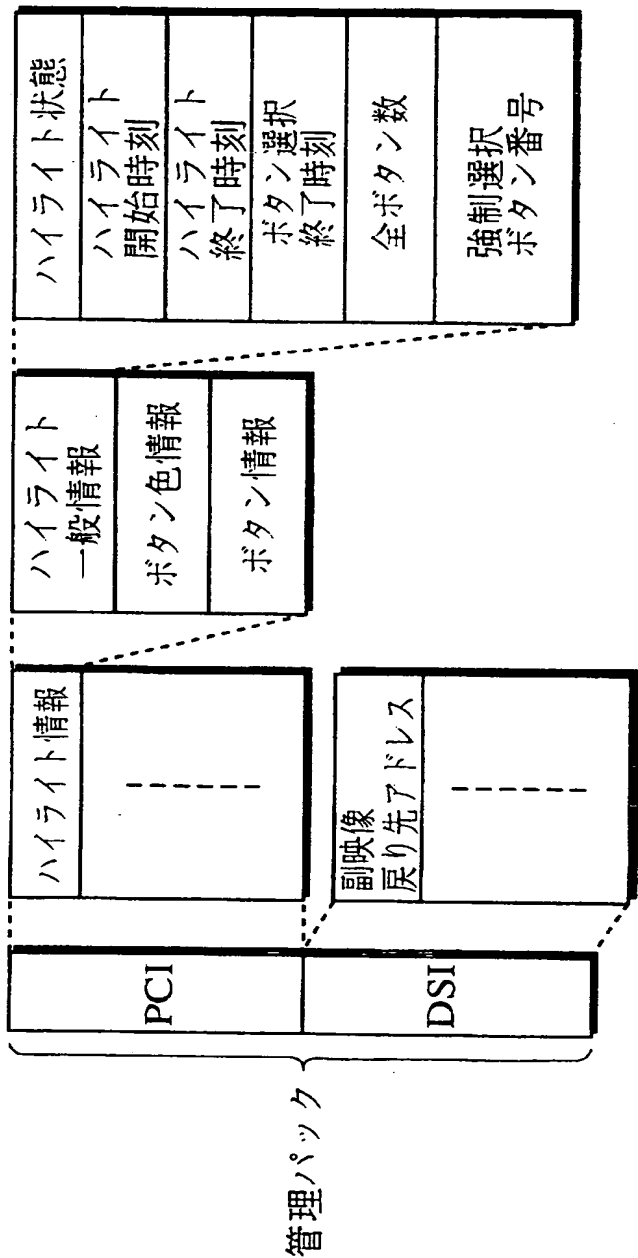 管理パック
PCI
DSI
ハイライト情報
副映像
戻り先アドレス
ハイライト
一般情報
ボタン色情報
ボタン情報
ハイライト状態
ハイライト
開始時刻
ハイライト
終了時刻
ボタン選択
終了時刻
全ボタン数
強制選択
ボタン番号